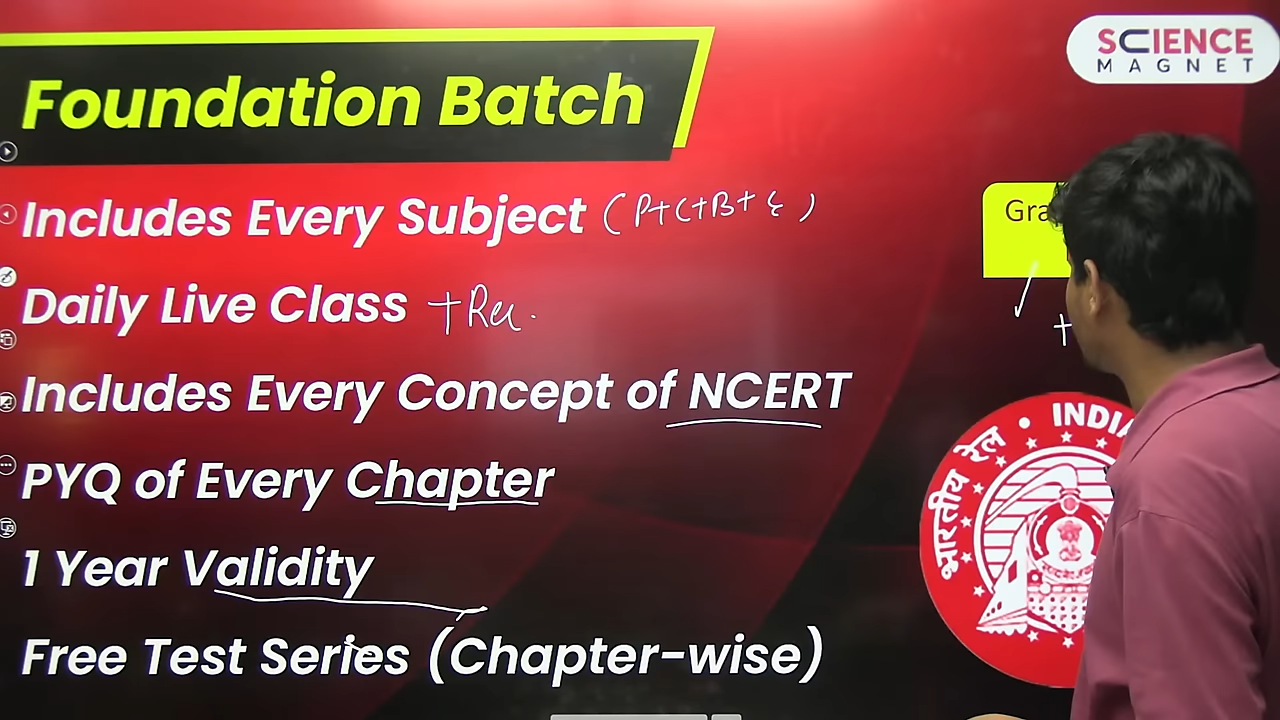 SCIENCE
MAGNET
Foundation Batch
Includes Every Subject (P+C+B+ξ)
Gra
Daily Live Class +Rec.
+
Includes Every Concept of NCERT
भारतीय रेल • INDIA
PYQ of Every Chapter
1 Year Validity
Free Test Series (Chapter-wise)